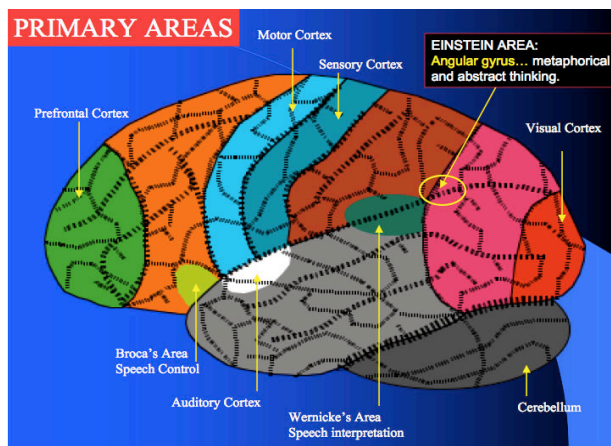 PRIMARY AREAS
Motor Cortex
Sensory Cortex
EINSTEIN AREA:
Angular gyrus... metaphorical
and abstract thinking.
Prefrontal Cortex
Visual Cortex
Broca's Area
Speech Control
Auditory Cortex
Wernicke's Area
Speech interpretation
Cerebellum